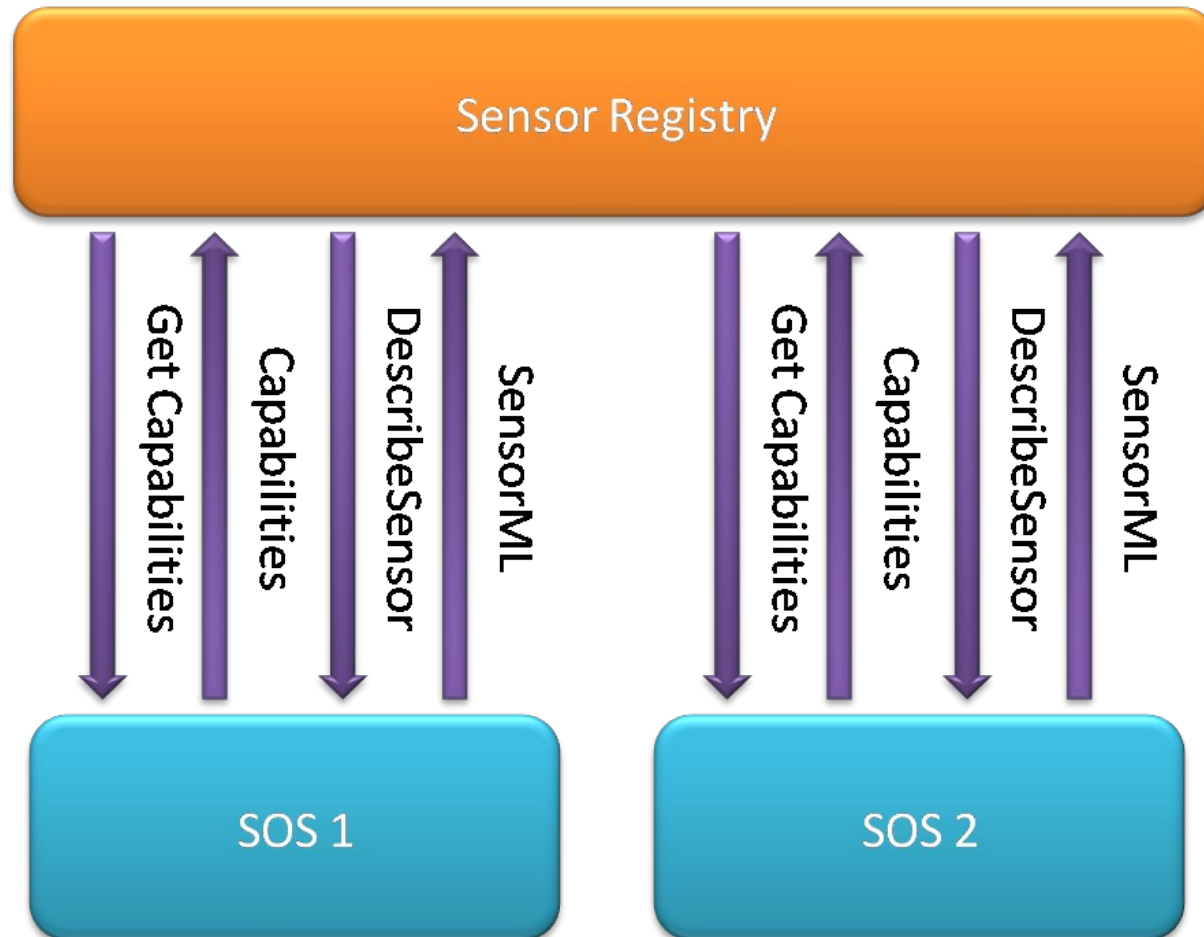 Sensor Registry
Get Capabilities
Capabilities
DescribeSensor
SensorML
Get Capabilities
Capabilities
DescribeSensor
SensorML
SOS 1
SOS 2